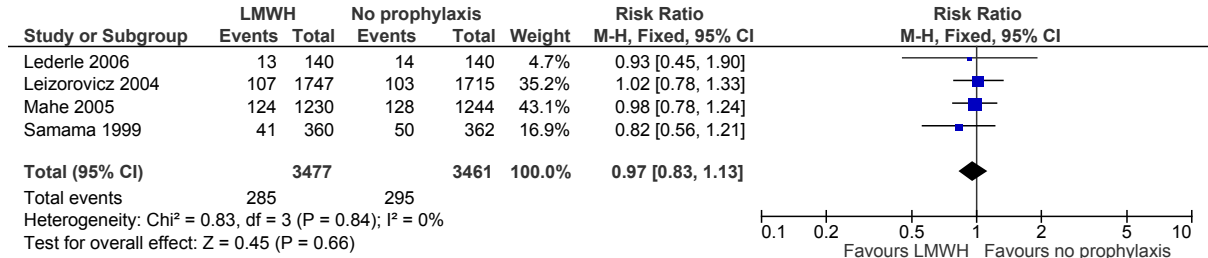 LMWH No prophylaxis Risk Ratio Risk Ratio
Study or Subgroup Events Total Events Total Weight M-H, Fixed, 95% CI M-H, Fixed, 95% CI
Lederle 2006 13 140 14 140 4.7% 0.93 [0.45, 1.90]
Leizorovicz 2004 107 1747 103 1715 35.2% 1.02 [0.78, 1.33]
Mahe 2005 124 1230 128 1244 43.1% 0.98 [0.78, 1.24]
Samama 1999 41 360 50 362 16.9% 0.82 [0.56, 1.21]
Total (95% CI) 3477 3461 100.0% 0.97 [0.83, 1.13]
Total events 285 295
Heterogeneity: Chi² = 0.83, df = 3 (P = 0.84); I² = 0%
Test for overall effect: Z = 0.45 (P = 0.66)
0.1 0.2 0.5 1 2 5 10
Favours LMWH Favours no prophylaxis